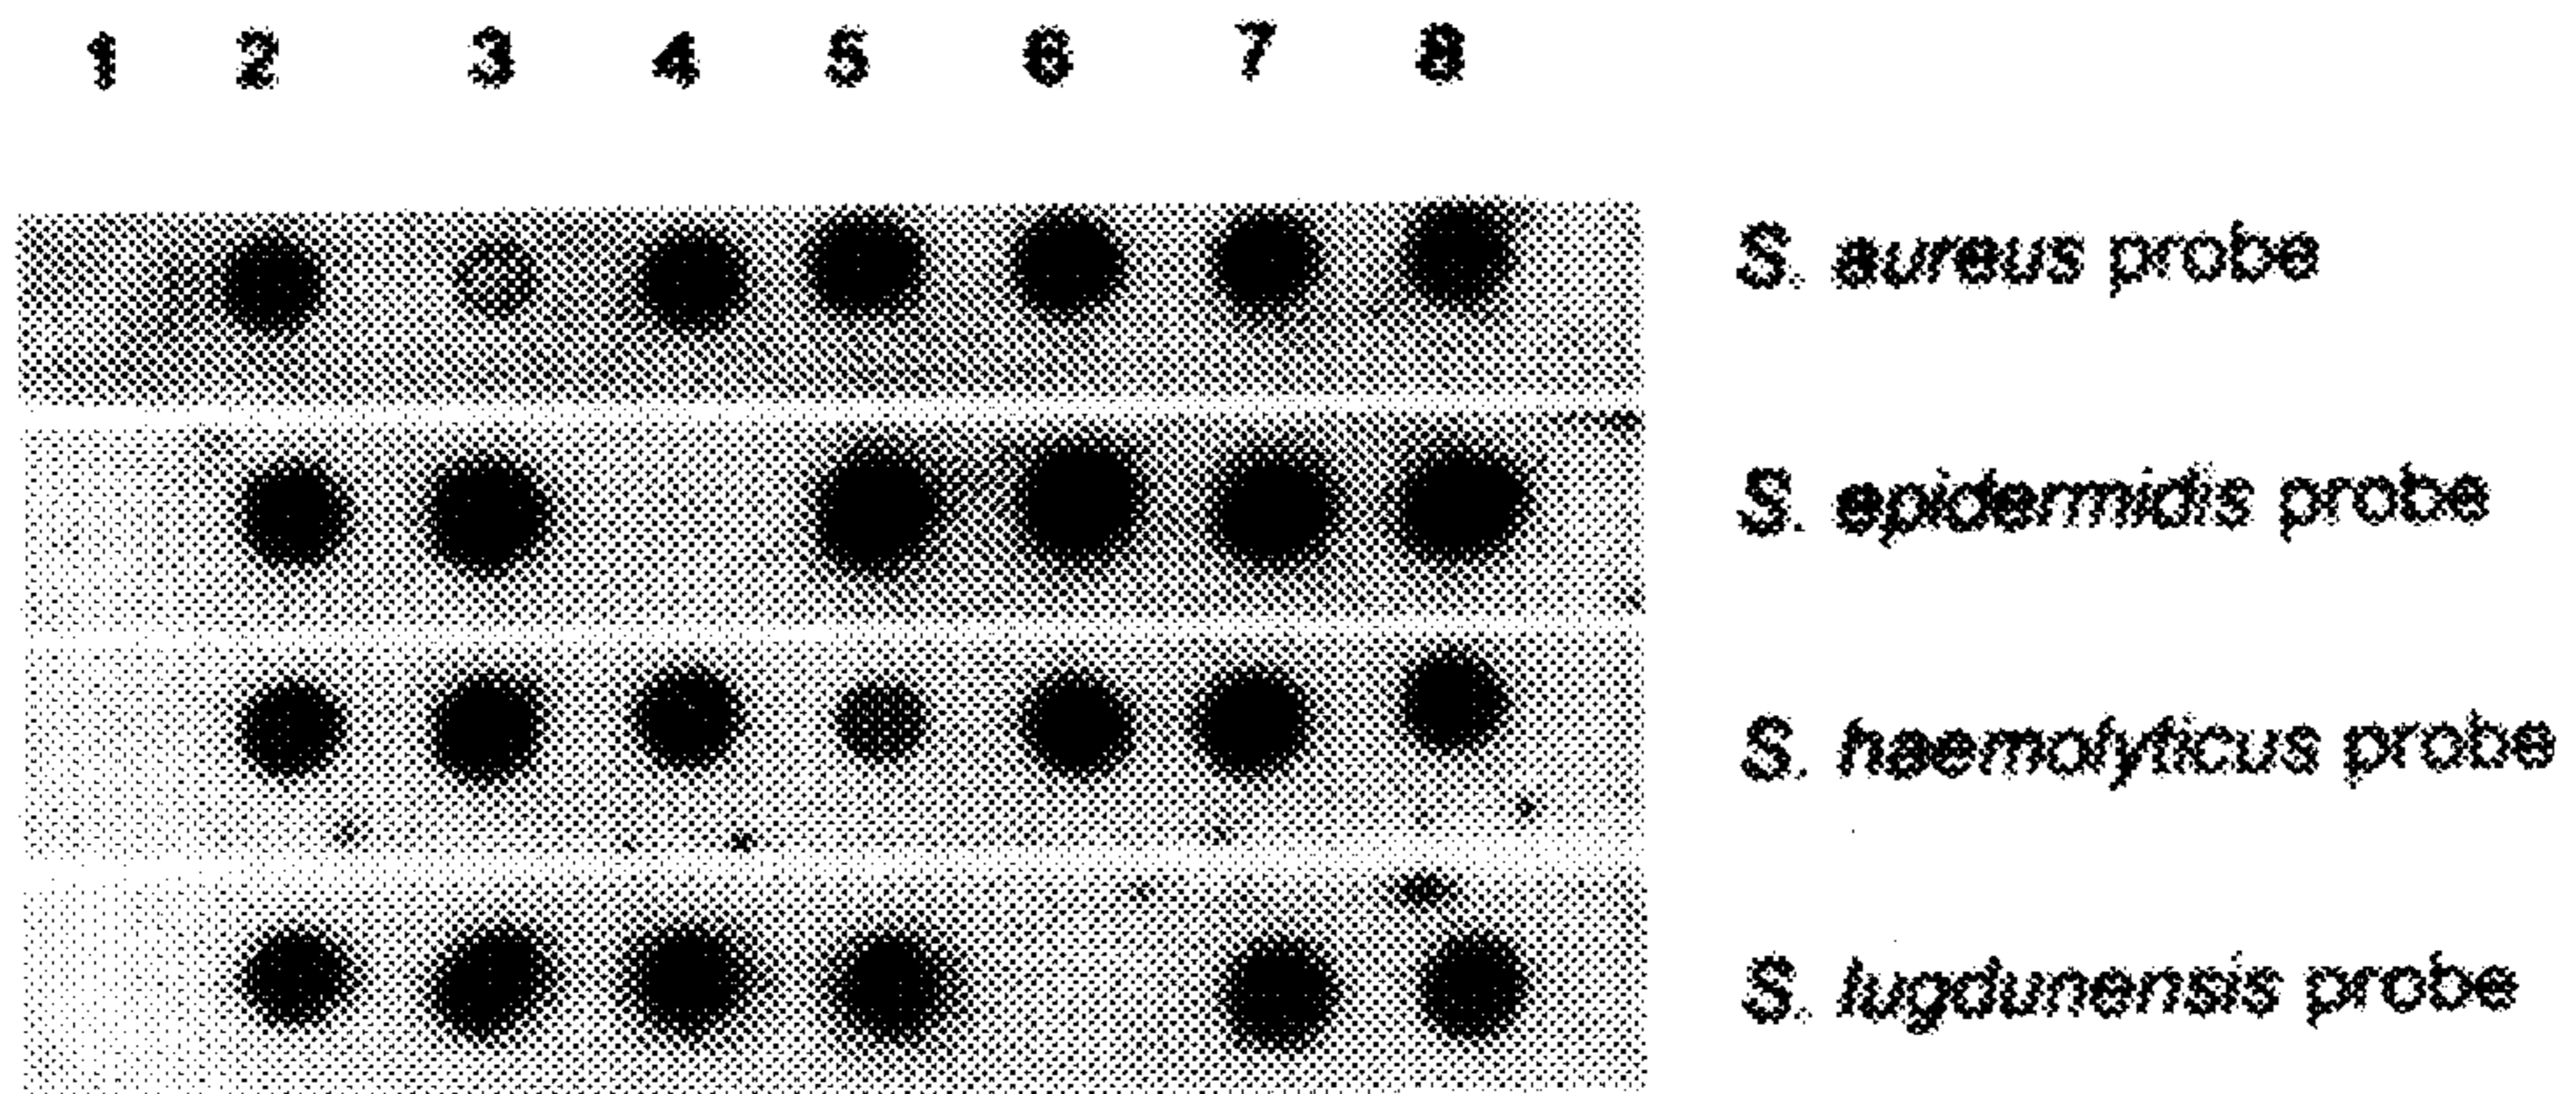 1 2 3 4 5 6 7 8
S. aureus probe
S. epidermidis probe
S. haemolyticus probe
S. lugdunensis probe